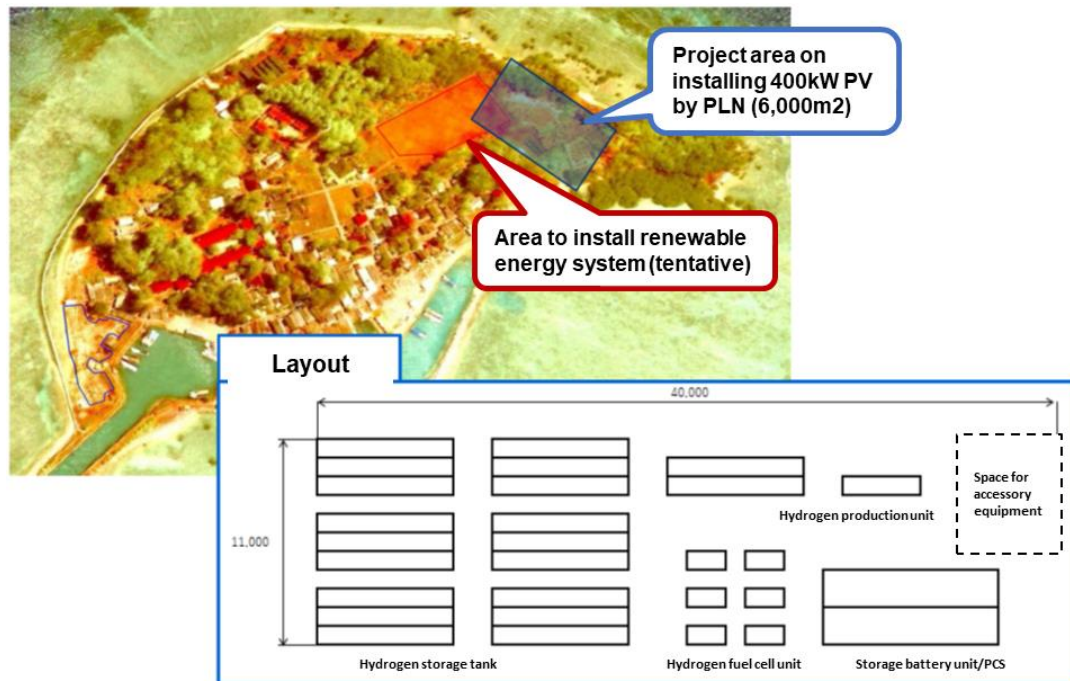 Project area on
installing 400kW PV
by PLN (6,000m2)
Area to install renewable
energy system (tentative)
Layout
40,000
11,000
Space for
accessory
equipment
Hydrogen production unit
Hydrogen storage tank
Hydrogen fuel cell unit
Storage battery unit/PCS